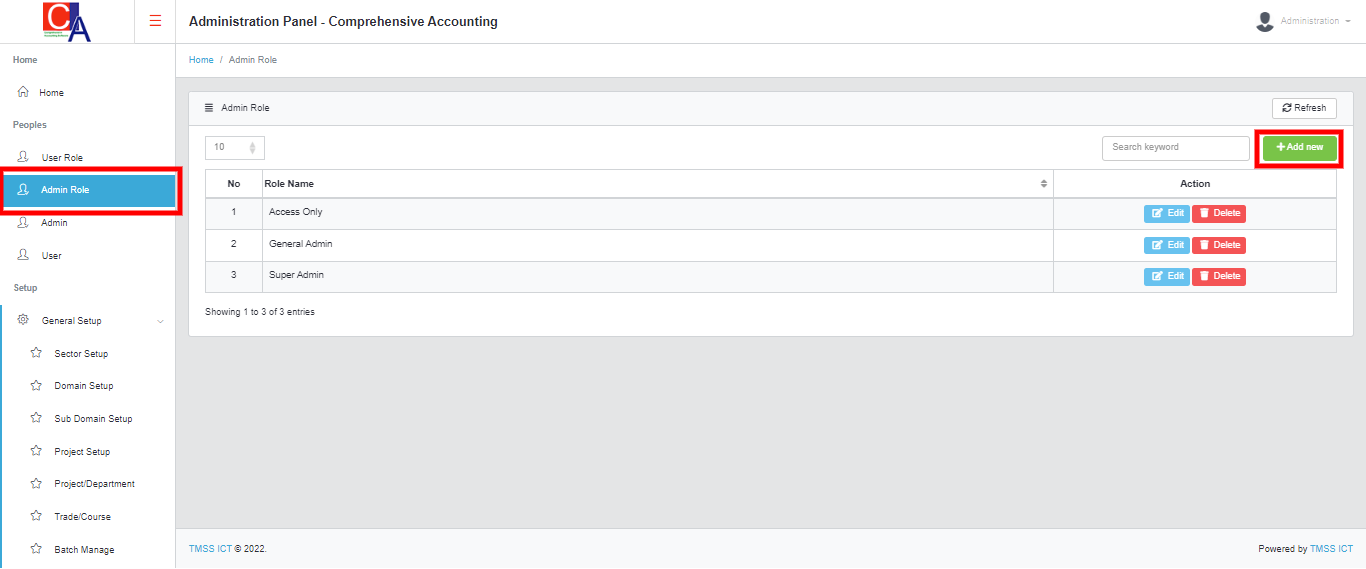 CA
Administration Panel - Comprehensive Accounting
Administration
Home
Home / Admin Role
Home
Peoples
User Role
Admin Role
Admin
User
Setup
General Setup
Sector Setup
Domain Setup
Sub Domain Setup
Project Setup
Project/Department
Trade/Course
Batch Manage
Admin Role
Refresh
10
Search keyword
+Add new
No Role Name Action
1 Access Only Edit Delete
2 General Admin Edit Delete
3 Super Admin Edit Delete
Showing 1 to 3 of 3 entries
TMSS ICT © 2022.
Powered by TMSS ICT